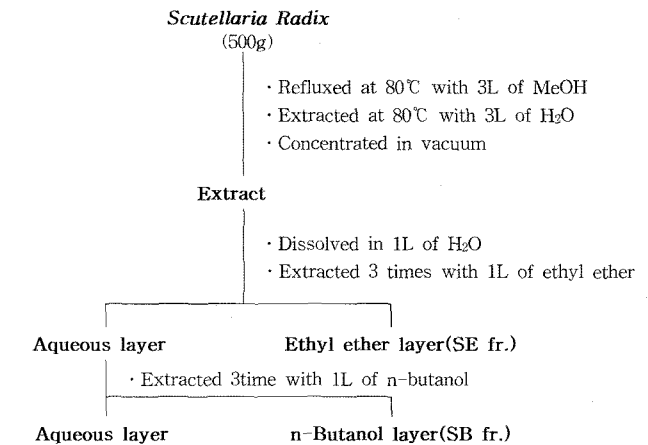 Scutellaria Radix
(500g)
· Refluxed at 80℃ with 3L of MeOH
· Extracted at 80℃ with 3L of H₂O
· Concentrated in vacuum
Extract
· Dissolved in 1L of H₂O
· Extracted 3 times with 1L of ethyl ether
Aqueous layer Ethyl ether layer(SE fr.)
· Extracted 3time with 1L of n-butanol
Aqueous layer n-Butanol layer(SB fr.)